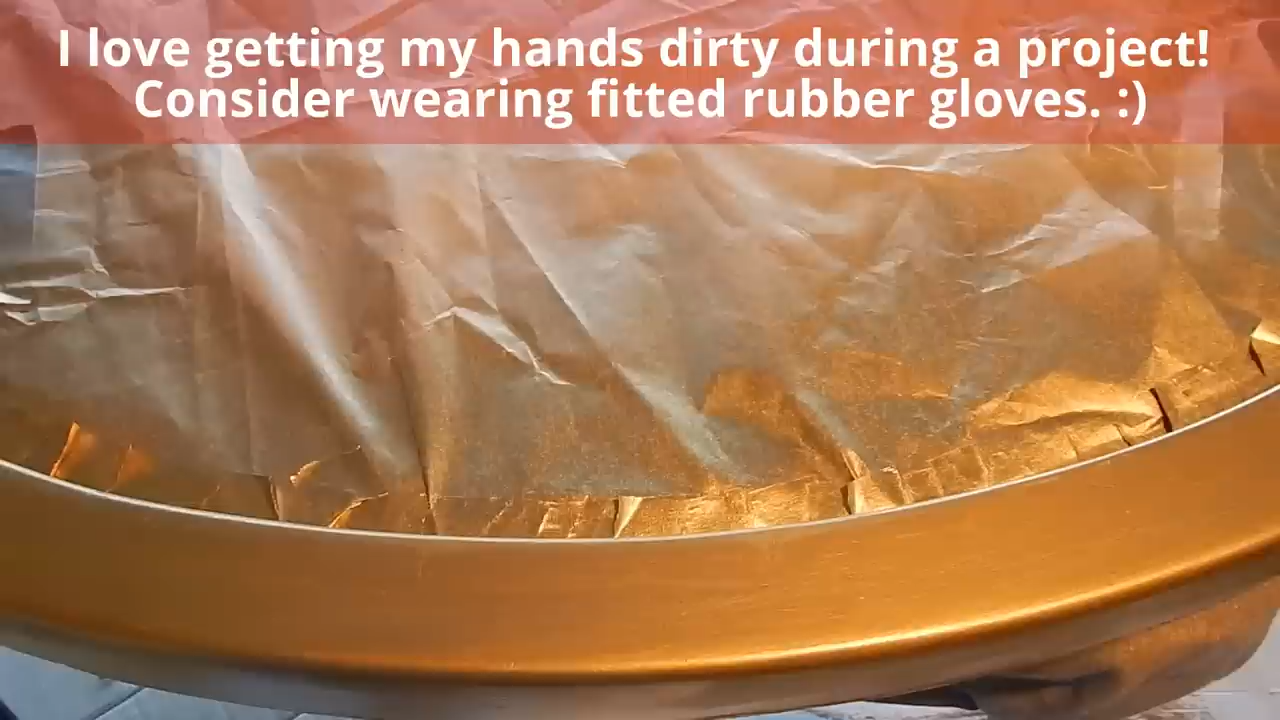 I love getting my hands dirty during a project!
Consider wearing fitted rubber gloves. :)